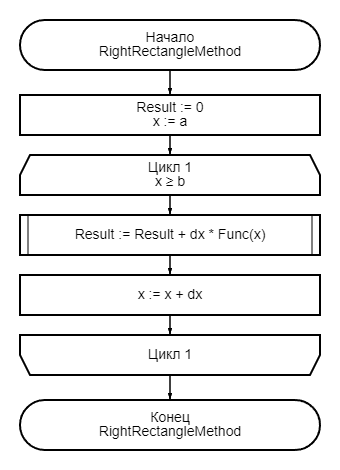 Начало
RightRectangleMethod
Result := 0
x := a
Цикл 1
x ≥ b
Result := Result + dx * Func(x)
x := x + dx
Цикл 1
Конец
RightRectangleMethod